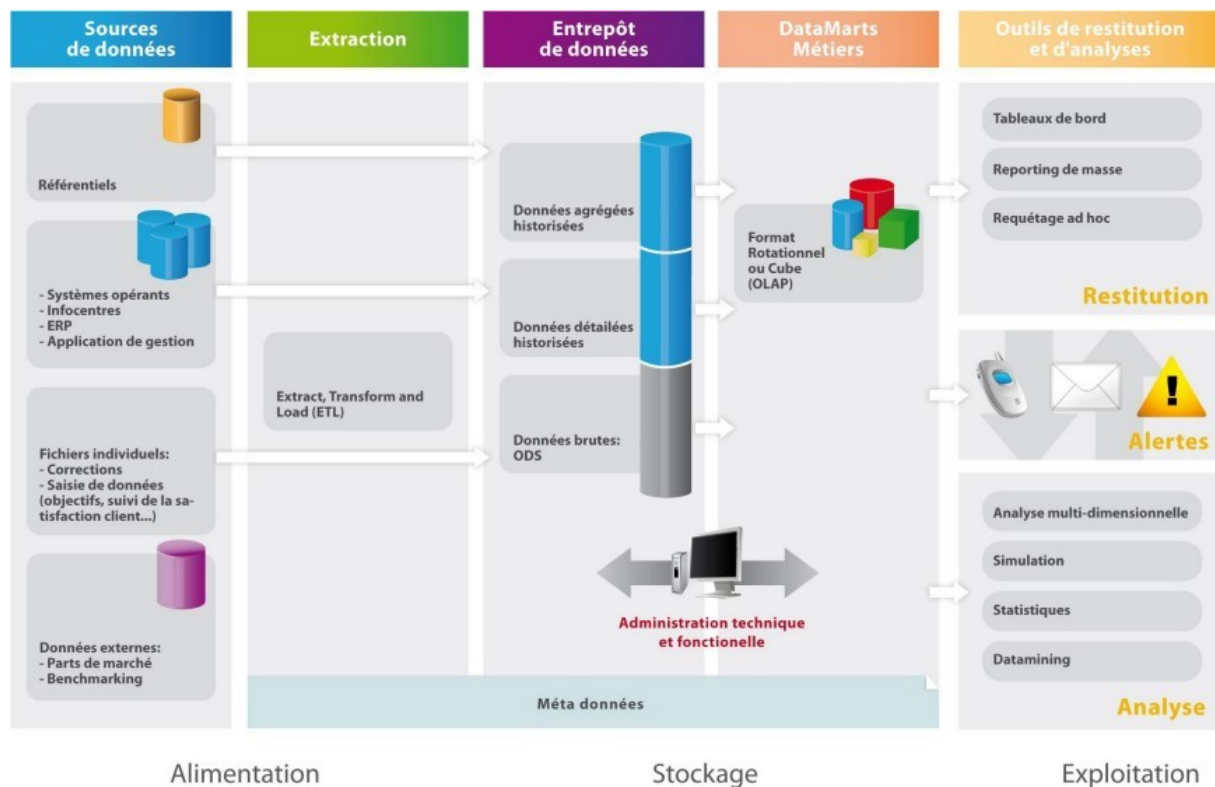 Sources
de données
Extraction
Entrepôt
de données
DataMarts
Métiers
Outils de restitution
et d'analyses
Référentiels
- Systèmes opérants
- Infocentres
- ERP
- Application de gestion
Fichiers individuels:
- Corrections
- Saisie de données
(objectifs, suivi de la sa-
tisfaction client...)
Données externes:
- Parts de marché
- Benchmarking
Extract, Transform and
Load (ETL)
Données agrégées
historisées
Données détailées
historisées
Données brutes:
ODS
Format
Rotationnel
ou Cube
(OLAP)
Administration technique
et fonctionelle
Méta données
Tableaux de bord
Reporting de masse
Requétage ad hoc
Restitution
Alertes
Analyse multi-dimensionnelle
Simulation
Statistiques
Datamining
Analyse
Alimentation
Stockage
Exploitation